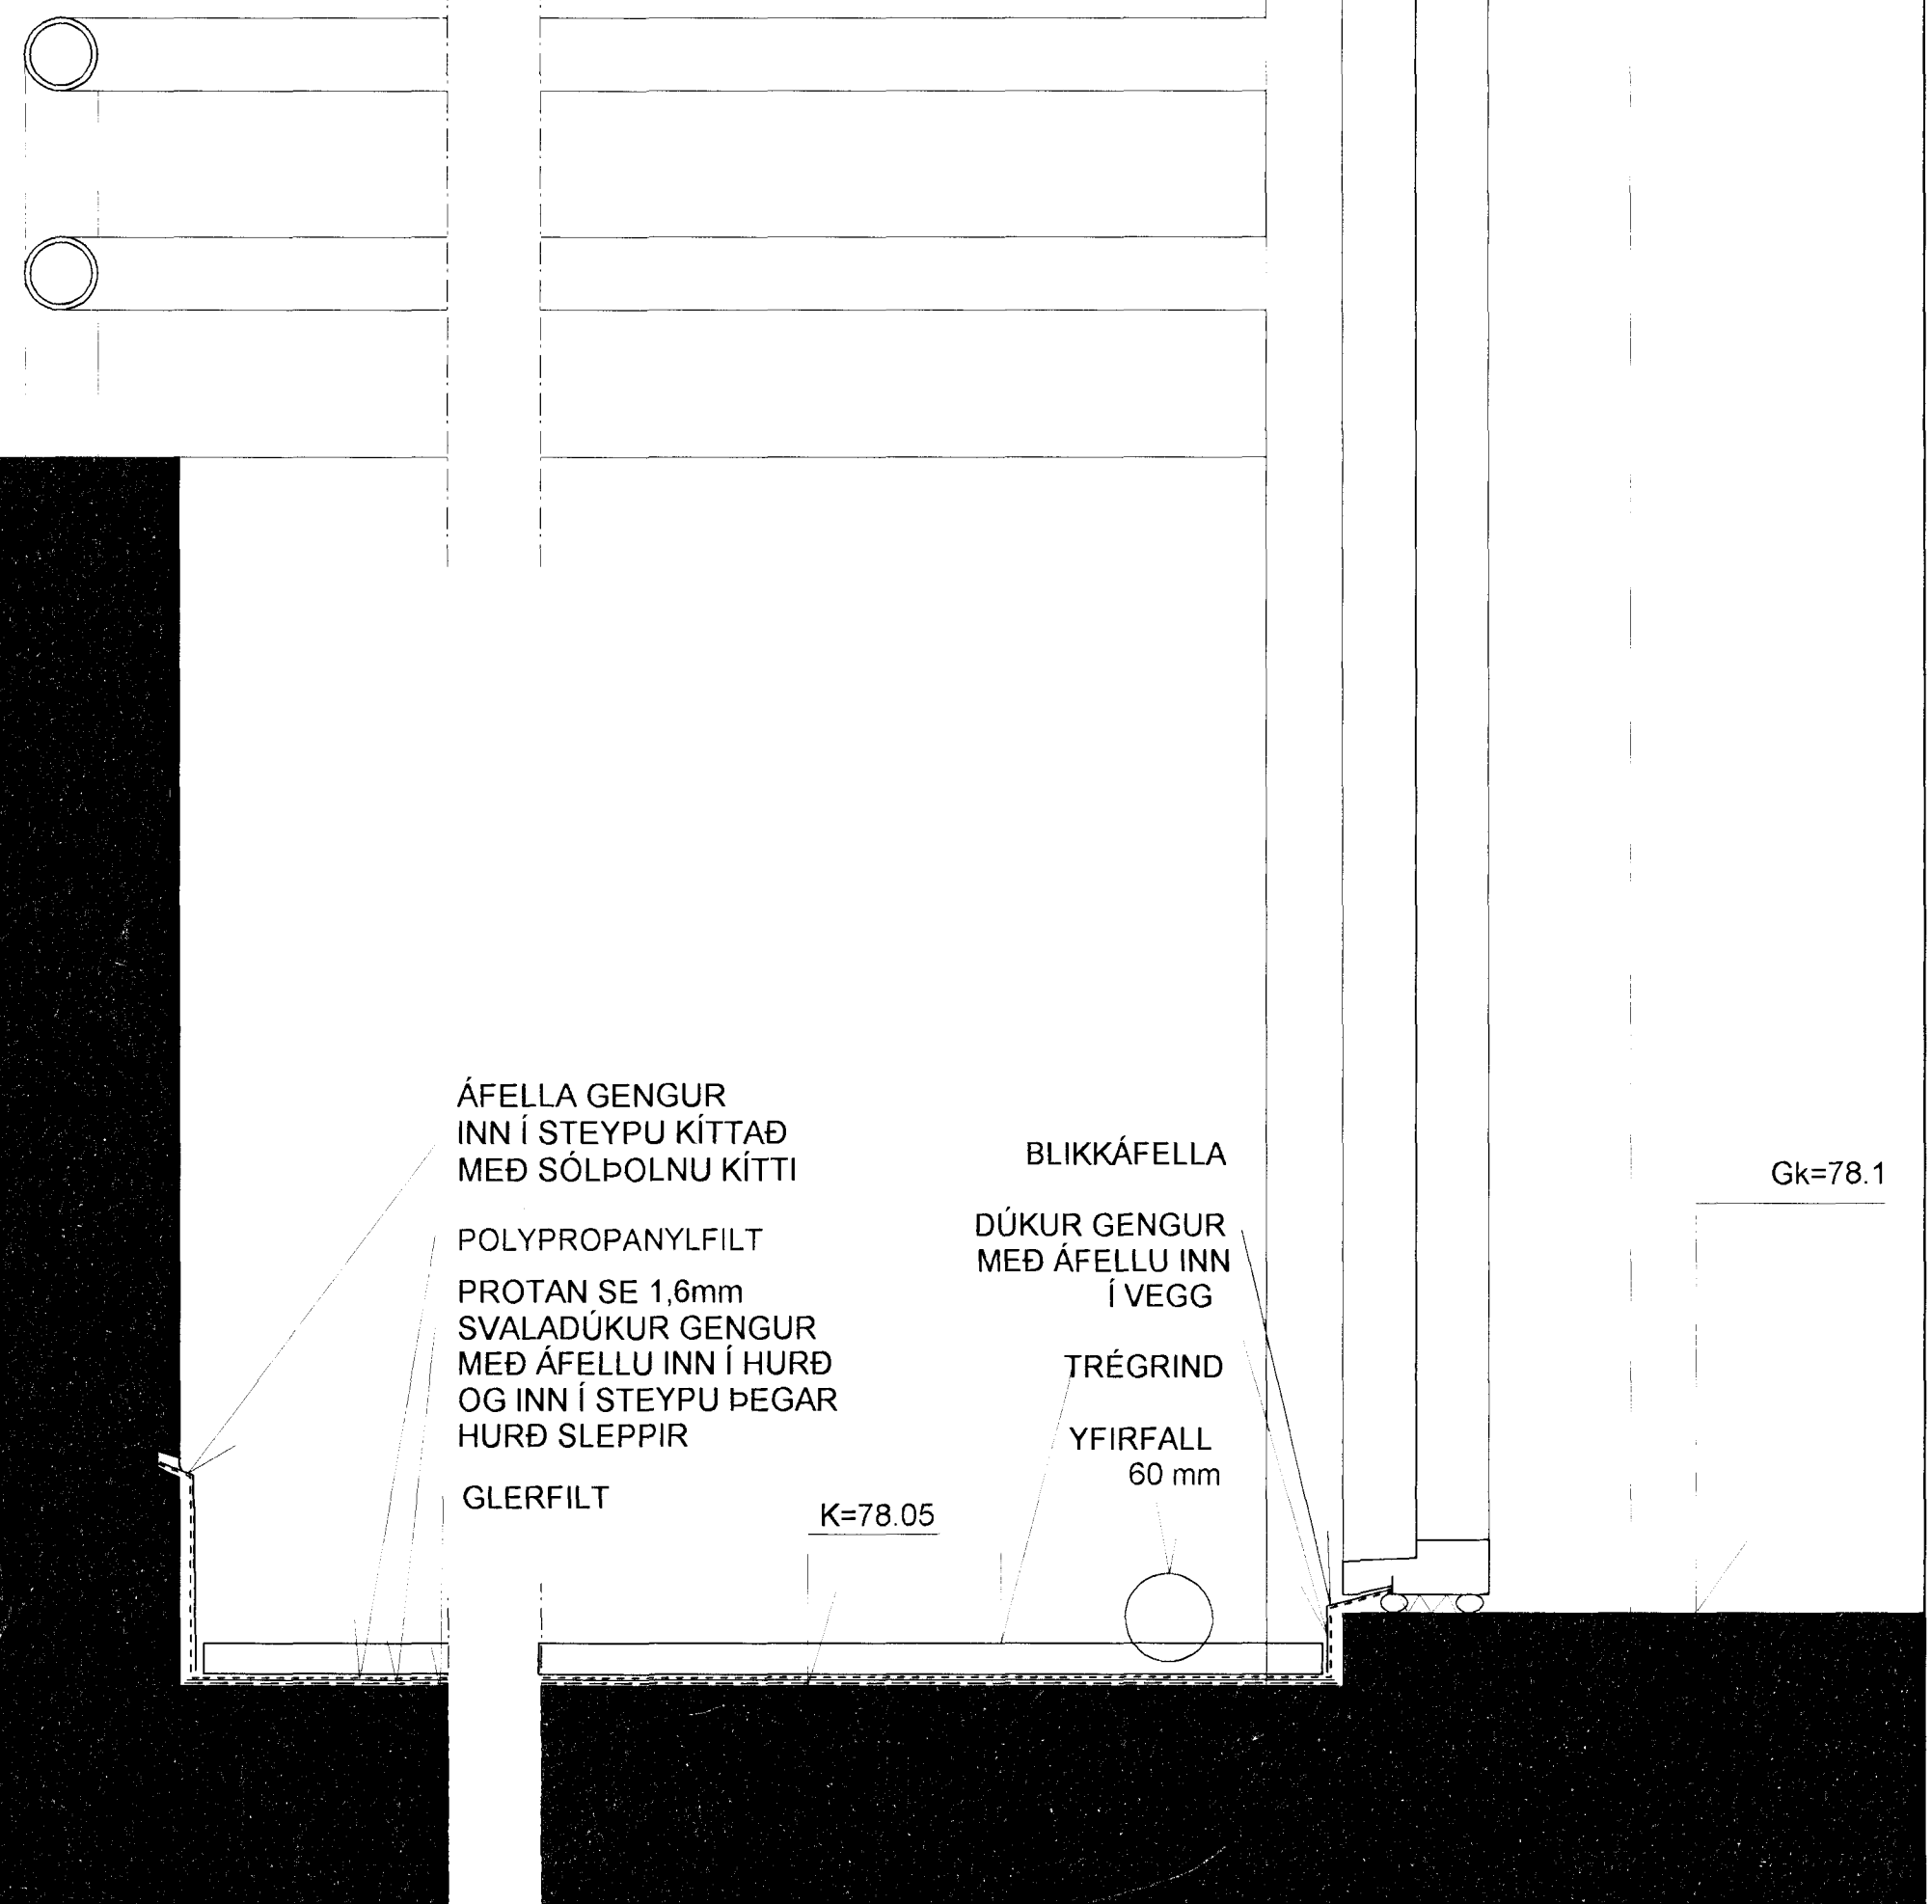 ÁFELLA GENGUR
INN Í STEYPU KÍTTAÐ
MEÐ SÓLÞOLNU KÍTTI
POLYPROPANYLFILT
PROTAN SE 1,6mm
SVALADÚKUR GENGUR
MEÐ ÁFELLU INN Í HURÐ
OG INN Í STEYPU ÞEGAR
HURÐ SLEPPIR
GLERFILT
K=78.05
BLIKKÁFELLA
DÚKUR GENGUR
MEÐ ÁFELLU INN
Í VEGG
TRÉGRIND
YFIRFALL
60 mm
Gk=78.1